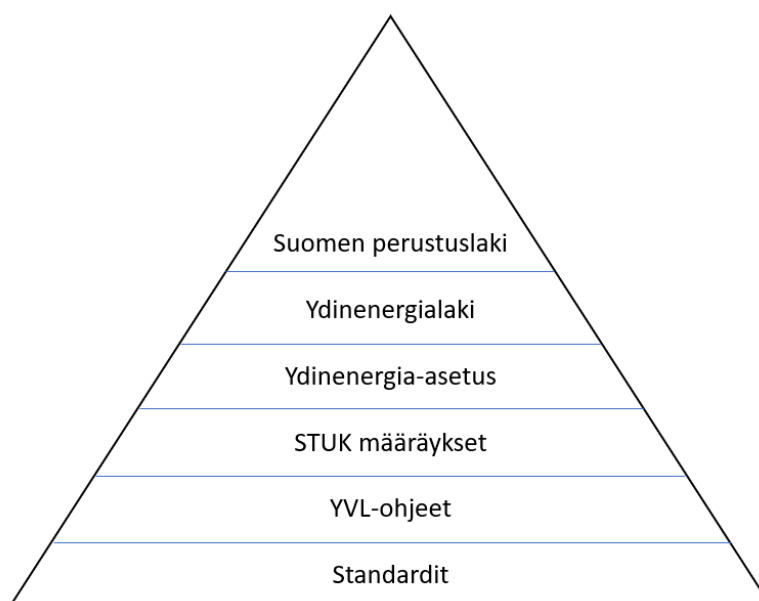 Suomen perustuslaki
Ydinenergialaki
Ydinenergia-asetus
STUK määräykset
YVL-ohjeet
Standardit